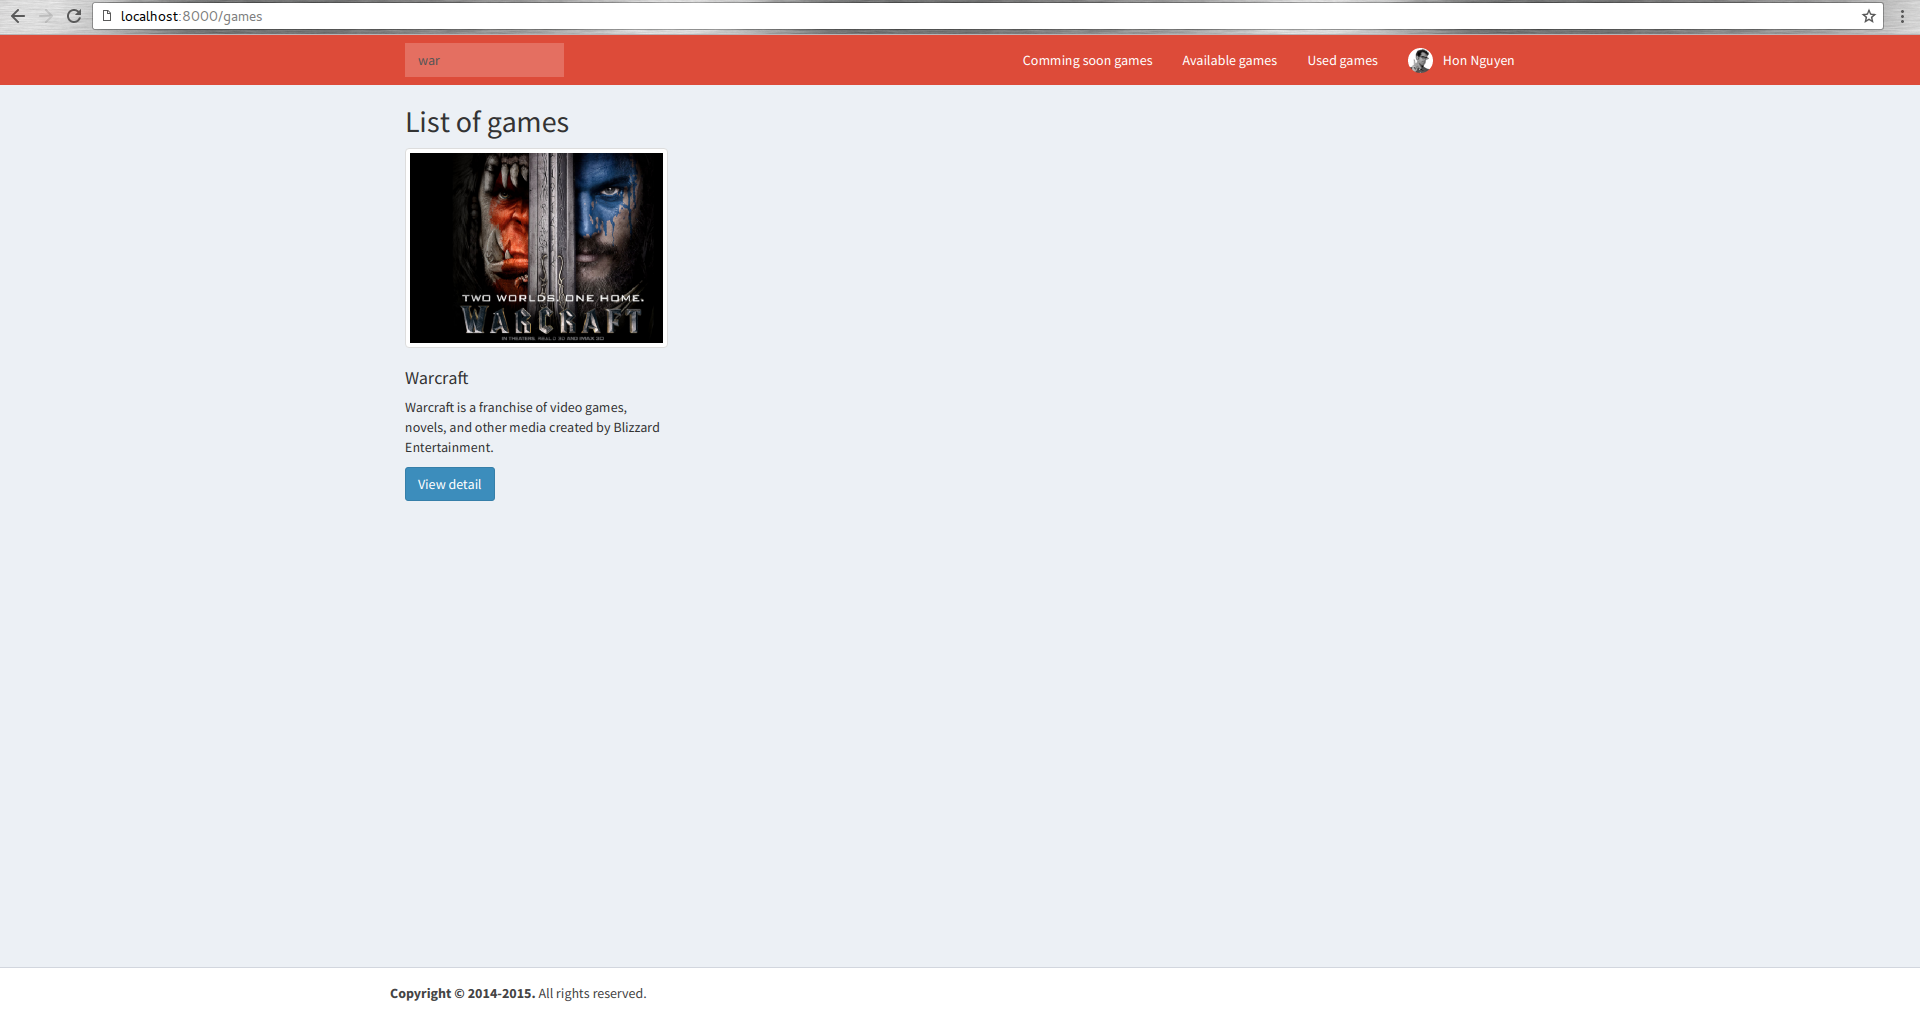 localhost:8000/games
war
Comming soon games
Available games
Used games
Hon Nguyen
List of games
TWO WORLDS. ONE HOME.
WARCRAFT
Warcraft
Warcraft is a franchise of video games,
novels, and other media created by Blizzard
Entertainment.
View detail
Copyright © 2014-2015. All rights reserved.